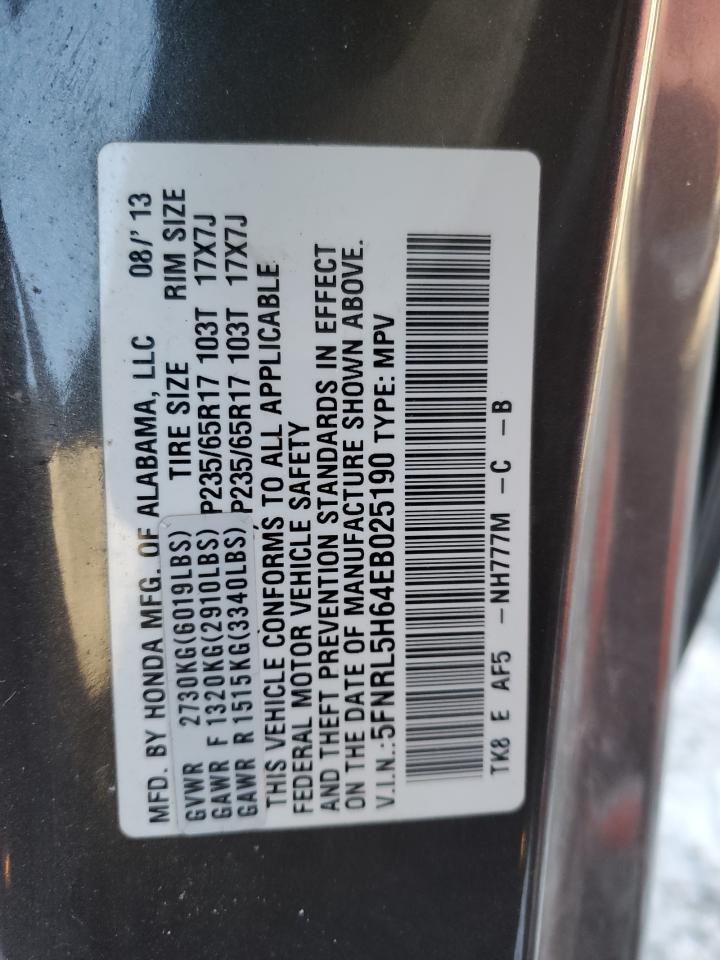 MFD. BY HONDA MFG. OF ALABAMA, LLC 08/' 13
TIRE SIZE RIM SIZE
GVWR 2730KG(6019LBS)
GAWR F 1320KG(2910LBS) P235/65R17 103T 17X7J
GAWR R 1515KG(3340LBS) P235/65R17 103T 17X7J
THIS VEHICLE CONFORMS TO ALL APPLICABLE
FEDERAL MOTOR VEHICLE SAFETY
AND THEFT PREVENTION STANDARDS IN EFFECT
ON THE DATE OF MANUFACTURE SHOWN ABOVE.
V.I.N.:5FNRL5H64EB025190 TYPE: MPV
TK8 E AF5 -NH777M -C -B